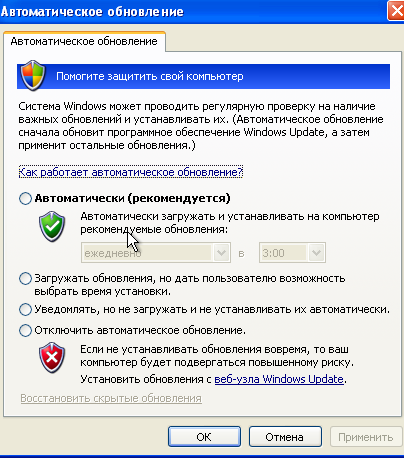 Автоматическое обновление
Автоматическое обновление
Помогите защитить свой компьютер
Система Windows может проводить регулярную проверку на наличие
важных обновлений и устанавливать их. (Автоматическое обновление
сначала обновит программное обеспечение Windows Update, а затем
применит остальные обновления.)
Как работает автоматическое обновление?
Автоматически (рекомендуется)
Автоматически загружать и устанавливать на компьютер
рекомендуемые обновления:
ежедневно в 3:00
Загружать обновления, но дать пользователю возможность
выбрать время установки.
Уведомлять, но не загружать и не устанавливать их автоматически.
Отключить автоматическое обновление.
Если не устанавливать обновления вовремя, то ваш
компьютер будет подвергаться повышенному риску.
Установить обновления с веб-узла Windows Update.
Восстановить скрытые обновления
OK Отмена Применить